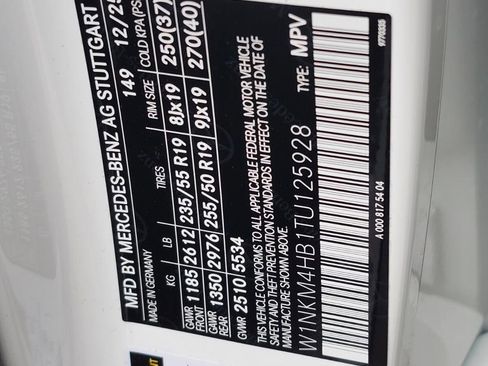 MFD BY MERCEDES-BENZ AG STUTTGART
MADE IN GERMANY 149 12/25
KG LB TIRES RIM SIZE COLD KPA (PS
GAWR FRONT 1185 2612 235/55 R19 8Jx19 250(37)
GAWR REAR 1350 2976 255/50 R19 9Jx19 270(40)
GVWR 2510 5534
THIS VEHICLE CONFORMS TO ALL APPLICABLE FEDERAL MOTOR VEHICLE
SAFETY AND THEFT PREVENTION STANDARDS IN EFFECT ON THE DATE OF
MANUFACTURE SHOWN ABOVE.
W1NKM4HB1TU125928 TYPE: MPV
A 000 817 54 04 9770335